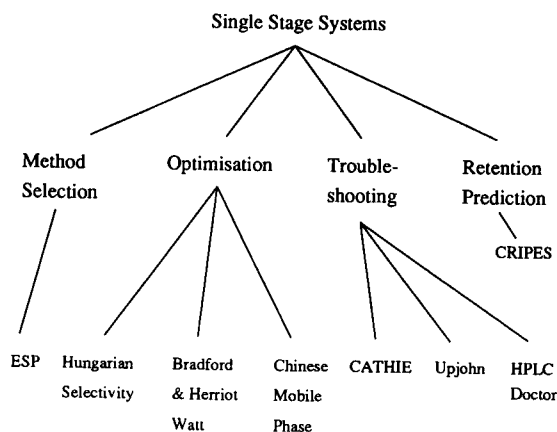 Single Stage Systems
Method
Selection
Optimisation
Trouble-
shooting
Retention
Prediction
CRIPES
ESP
Hungarian
Selectivity
Bradford
& Herriot
Watt
Chinese
Mobile
Phase
CATHIE
Upjohn
HPLC
Doctor